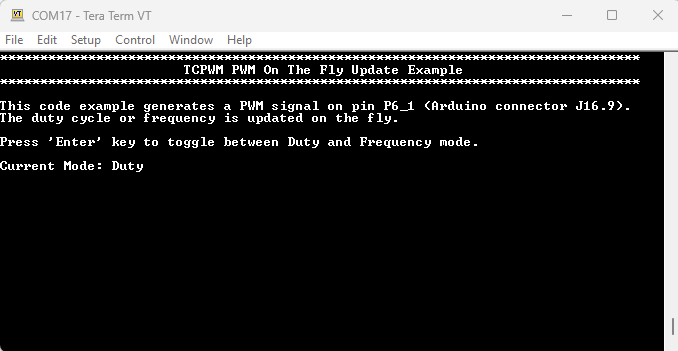 COM17 - Tera Term VT
File Edit Setup Control Window Help
********************************************************************************
TCPWM PWM On The Fly Update Example
********************************************************************************
This code example generates a PWM signal on pin P6_1 (Arduino connector J16.9).
The duty cycle or frequency is updated on the fly.
Press 'Enter' key to toggle between Duty and Frequency mode.
Current Mode: Duty